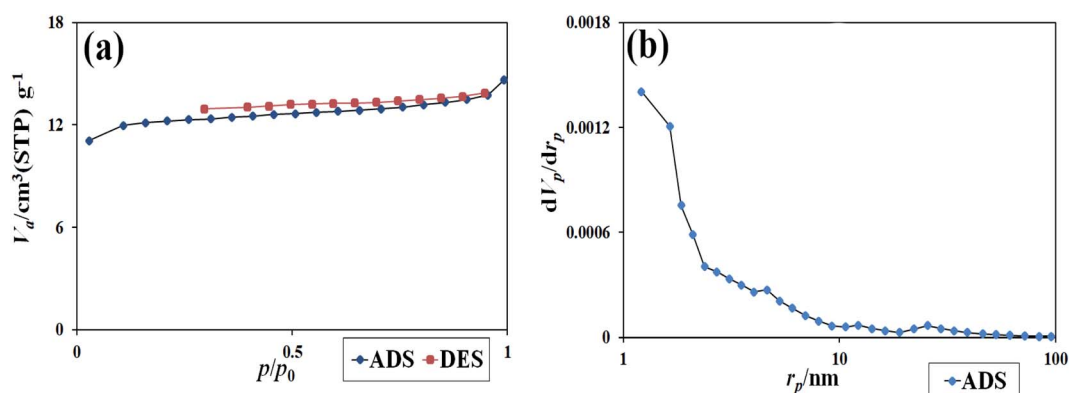 (a)
18
12
6
0
Vₐ/cm³(STP) g⁻¹
0
0.5
1
p/p₀
ADS
DES
(b)
0.0018
0.0012
0.0006
0
dVₚ/drₚ
1
10
100
rₚ/nm
ADS